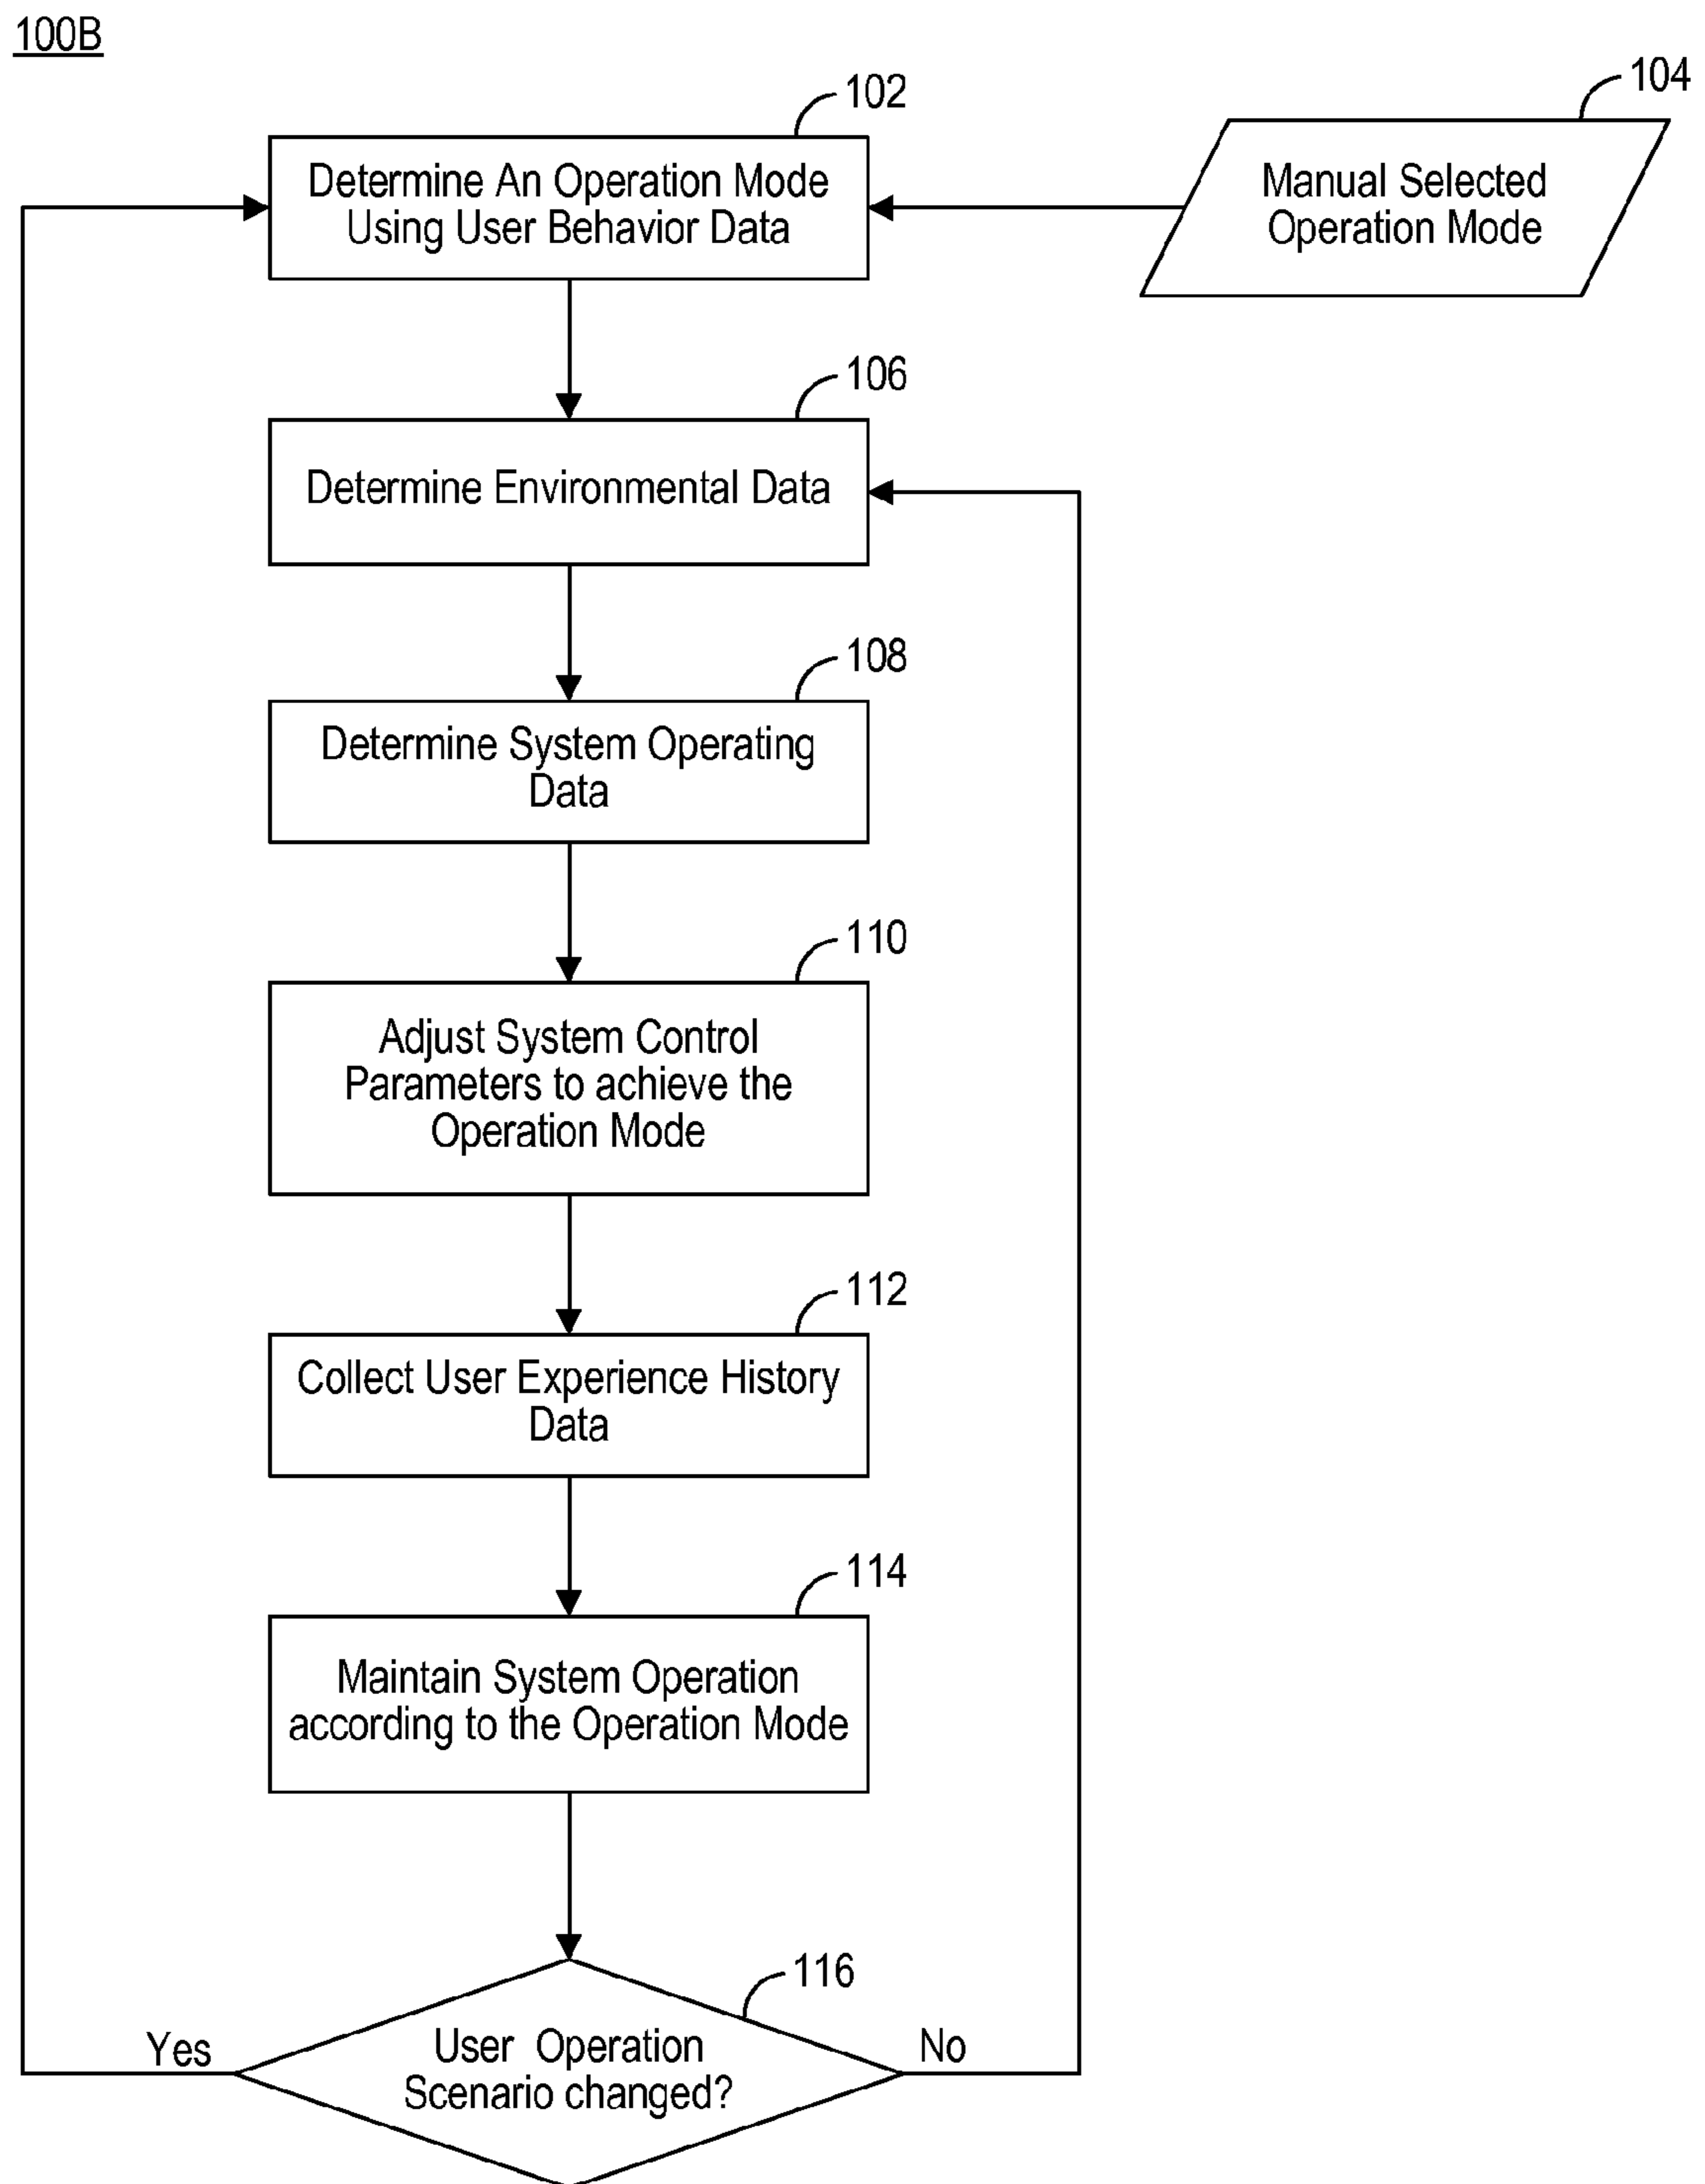 100B
102
104
Determine An Operation Mode
Using User Behavior Data
Manual Selected
Operation Mode
106
Determine Environmental Data
108
Determine System Operating
Data
110
Adjust System Control
Parameters to achieve the
Operation Mode
112
Collect User Experience History
Data
114
Maintain System Operation
according to the Operation Mode
116
Yes
User Operation
Scenario changed?
No